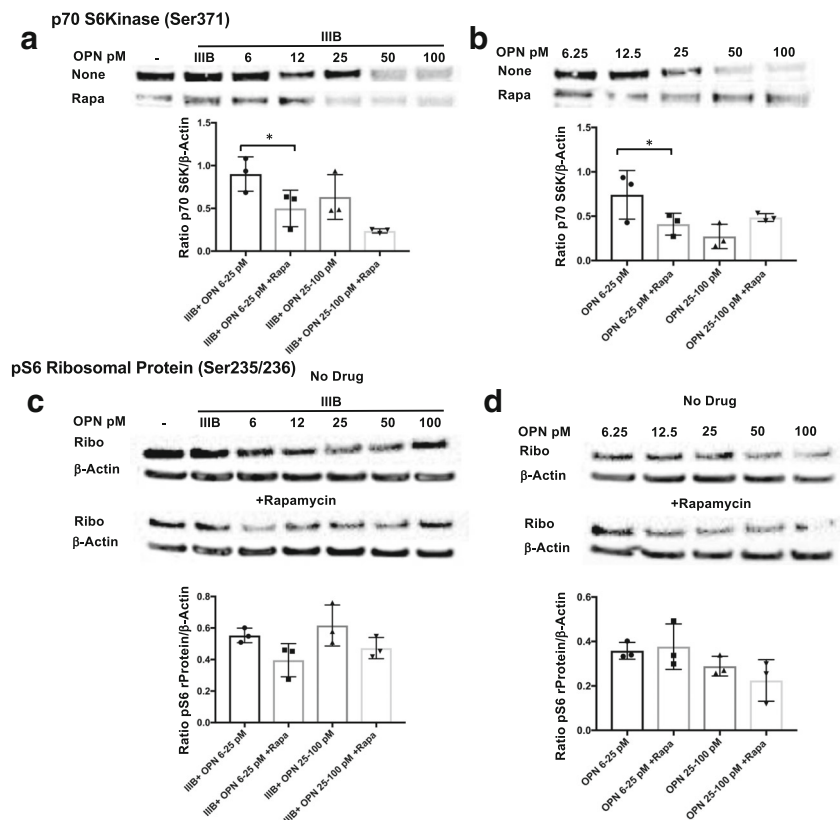 p70 S6Kinase (Ser371)
a
IIIB
OPN pM - IIIB 6 12 25 50 100
None
Rapa
Ratio p70 S6K/β-Actin
1.5
1.0
0.5
0.0
*
IIIB+ OPN 6-25 pM
IIIB+ OPN 6-25 pM +Rapa
IIIB+ OPN 25-100 pM
IIIB+ OPN 25-100 pM +Rapa
b
OPN pM 6.25 12.5 25 50 100
None
Rapa
Ratio p70 S6K/β-Actin
1.5
1.0
0.5
0.0
*
OPN 6-25 pM
OPN 6-25 pM +Rapa
OPN 25-100 pM
OPN 25-100 pM +Rapa
pS6 Ribosomal Protein (Ser235/236)
c
No Drug
IIIB
OPN pM - IIIB 6 12 25 50 100
Ribo
β-Actin
+Rapamycin
Ribo
β-Actin
Ratio pS6 rProtein/β-Actin
0.8
0.6
0.4
0.2
0.0
IIIB+ OPN 6-25 pM
IIIB+ OPN 6-25 pM +Rapa
IIIB+ OPN 25-100 pM
IIIB+ OPN 25-100 pM +Rapa
d
No Drug
OPN pM 6.25 12.5 25 50 100
Ribo
β-Actin
+Rapamycin
Ribo
β-Actin
Ratio pS6 rProtein/β-Actin
0.6
0.4
0.2
0.0
OPN 6-25 pM
OPN 6-25 pM +Rapa
OPN 25-100 pM
OPN 25-100 pM +Rapa